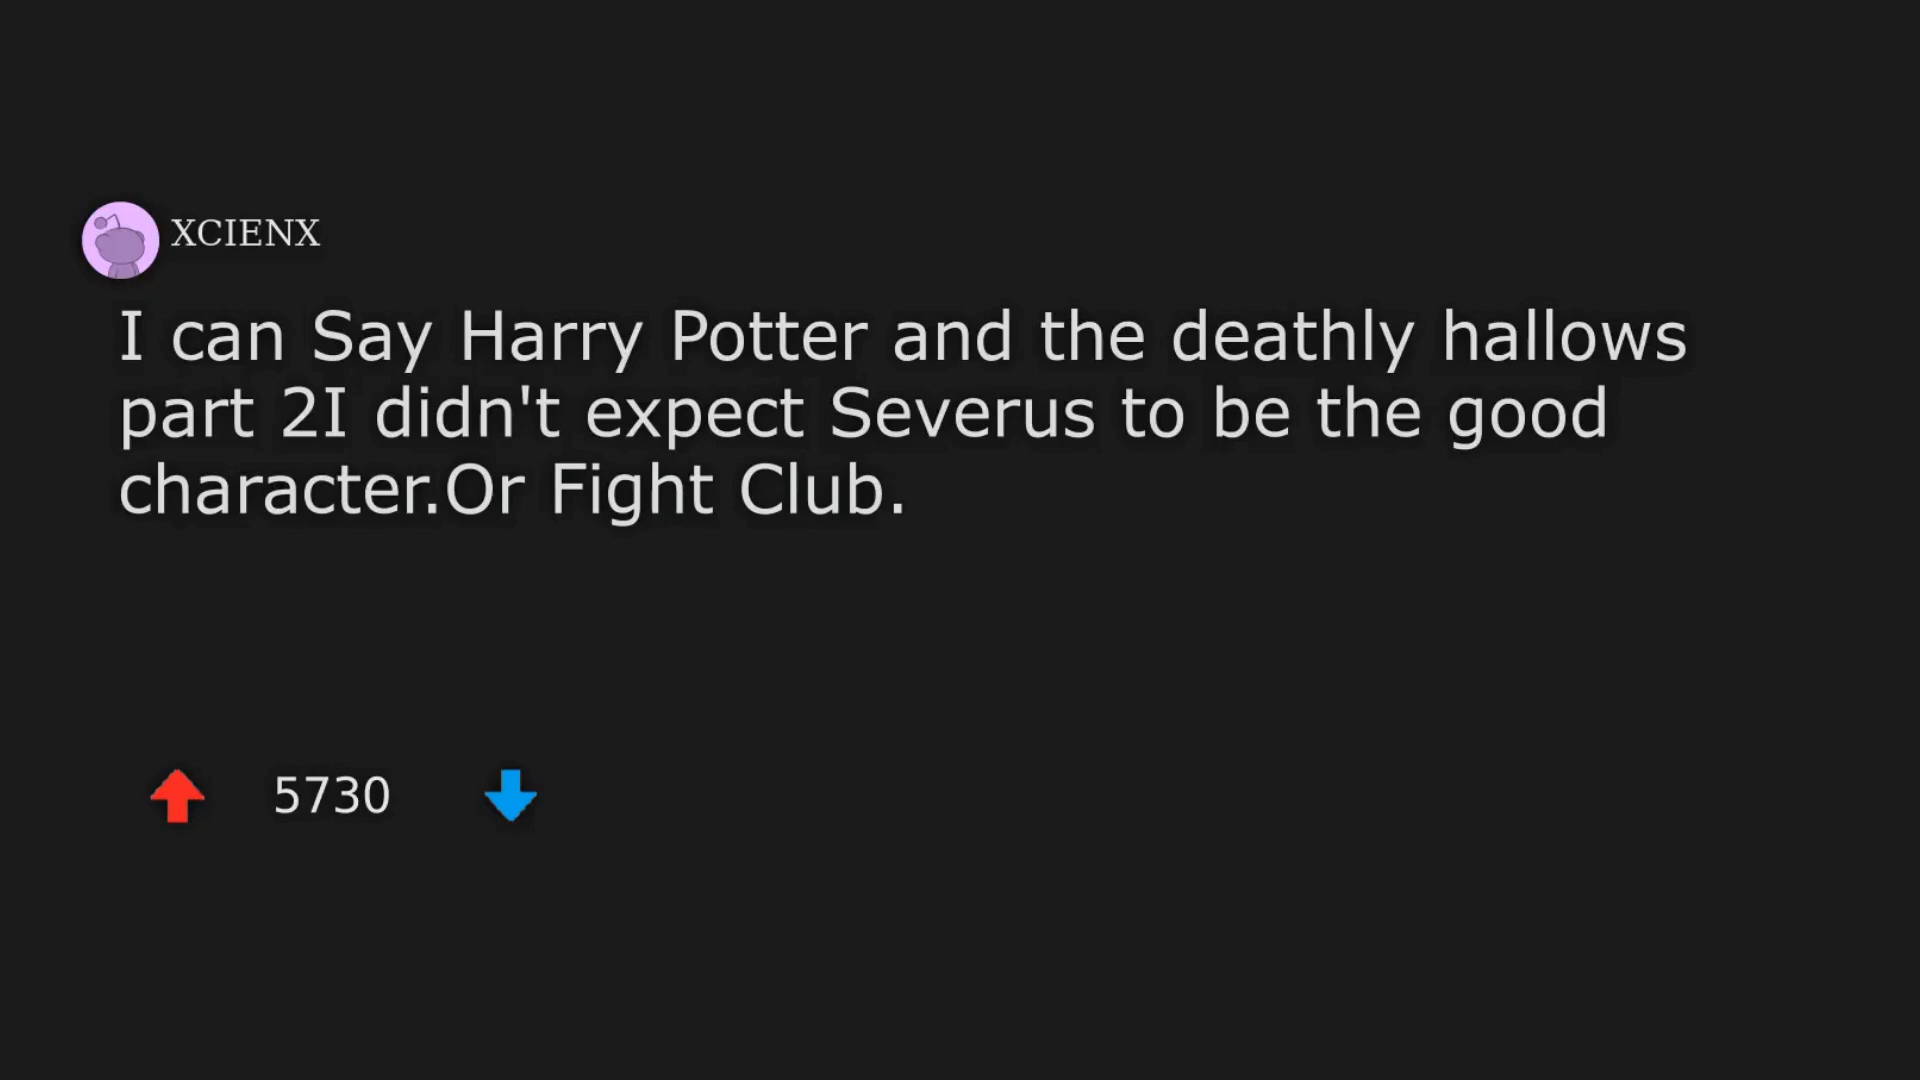 XCIENX
I can Say Harry Potter and the deathly hallows
part 2I didn't expect Severus to be the good
character.Or Fight Club.
5730